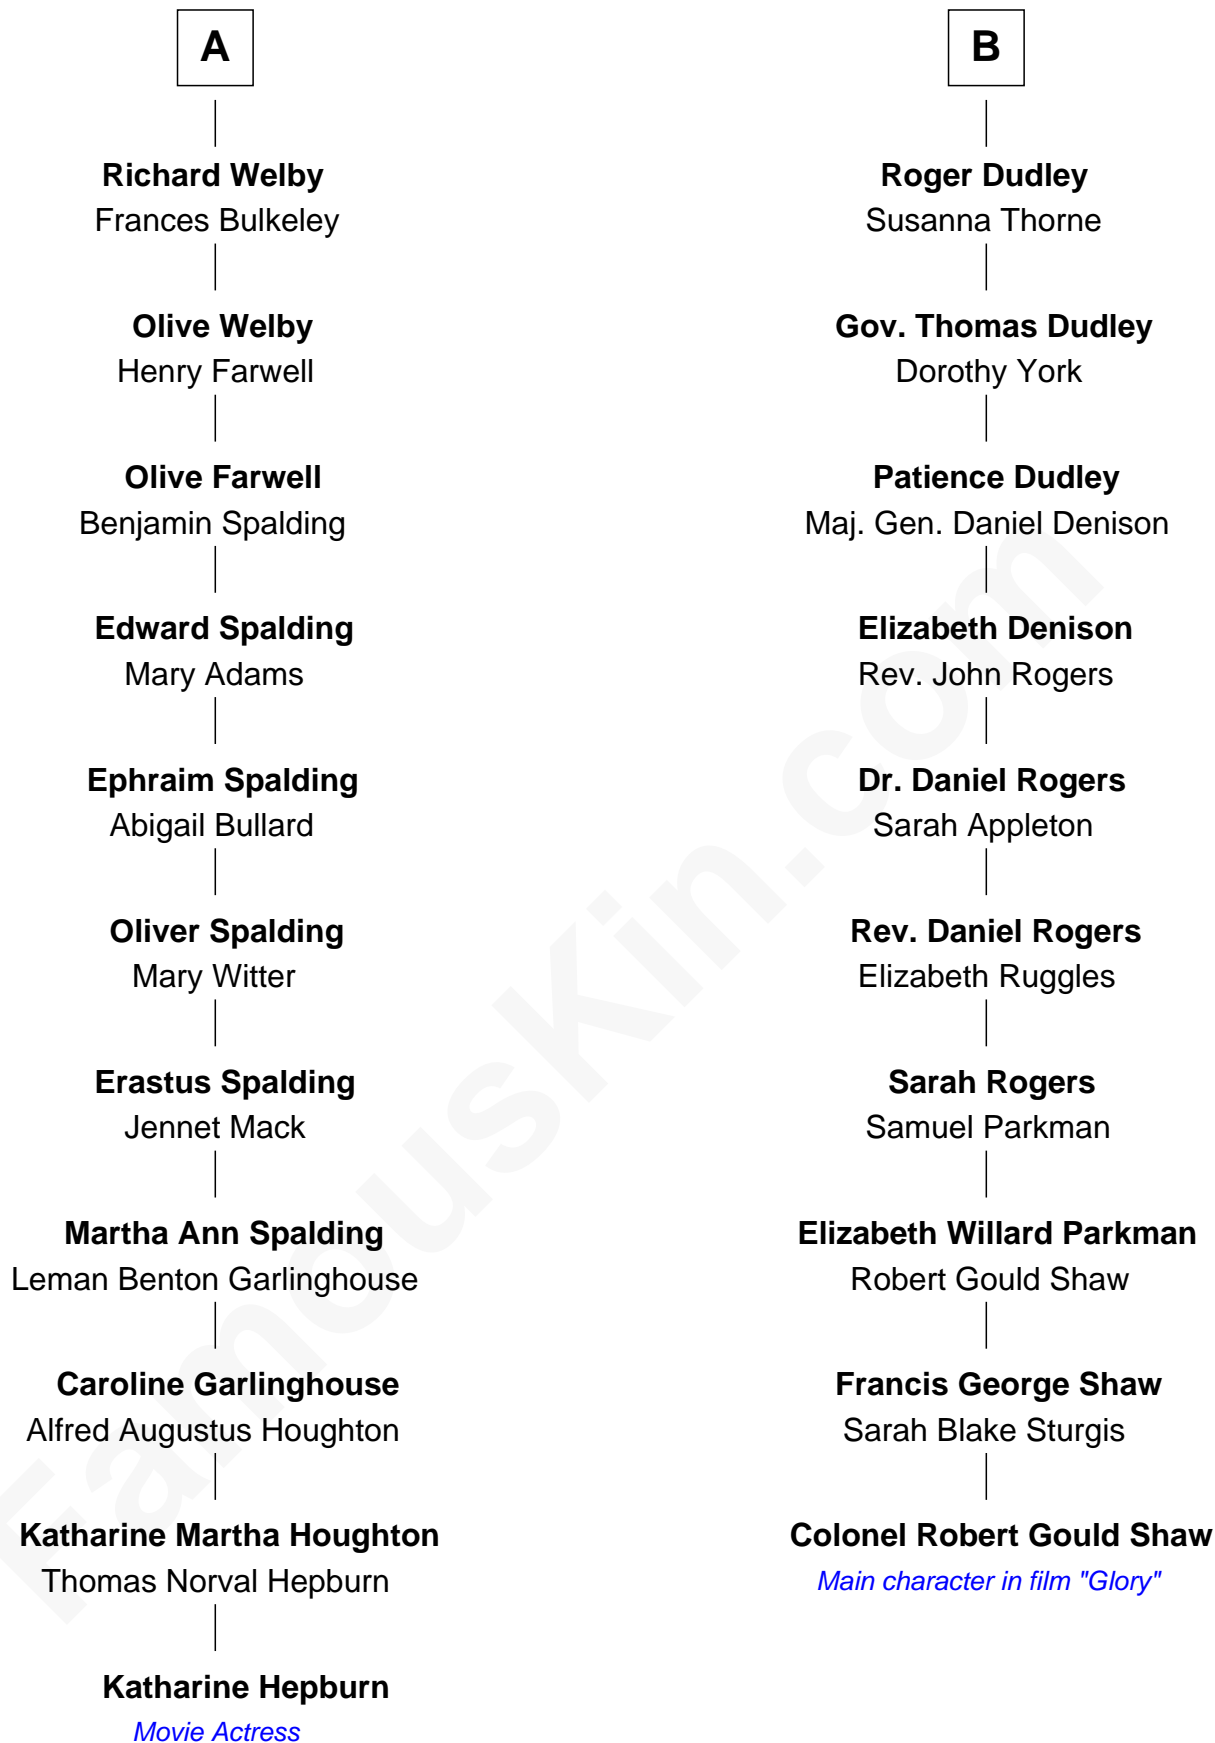 A
Richard Welby
Frances Bulkeley
Olive Welby
Henry Farwell
Olive Farwell
Benjamin Spalding
Edward Spalding
Mary Adams
Ephraim Spalding
Abigail Bullard
Oliver Spalding
Mary Witter
Erastus Spalding
Jennet Mack
Martha Ann Spalding
Leman Benton Garlinghouse
Caroline Garlinghouse
Alfred Augustus Houghton
Katharine Martha Houghton
Thomas Norval Hepburn
Katharine Hepburn
Movie Actress
B
Roger Dudley
Susanna Thorne
Gov. Thomas Dudley
Dorothy York
Patience Dudley
Maj. Gen. Daniel Denison
Elizabeth Denison
Rev. John Rogers
Dr. Daniel Rogers
Sarah Appleton
Rev. Daniel Rogers
Elizabeth Ruggles
Sarah Rogers
Samuel Parkman
Elizabeth Willard Parkman
Robert Gould Shaw
Francis George Shaw
Sarah Blake Sturgis
Colonel Robert Gould Shaw
Main character in film "Glory"
FamousKin.com